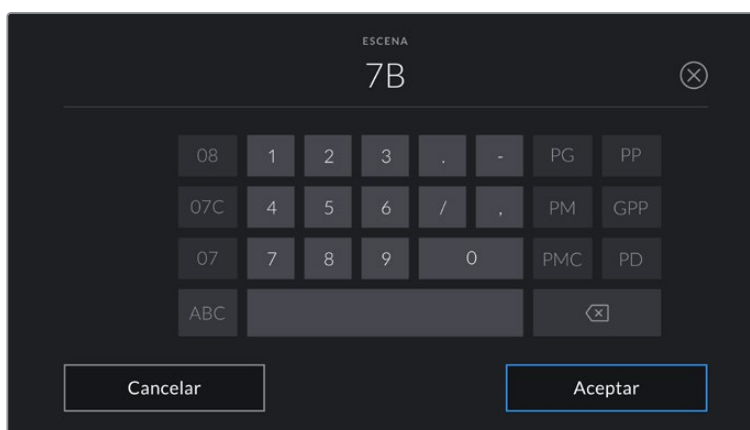 ESCENA
7B
08 1 2 3 . - PG PP
07C 4 5 6 / , PM GPP
07 7 8 9 0 PMC PD
ABC
Cancelar Aceptar